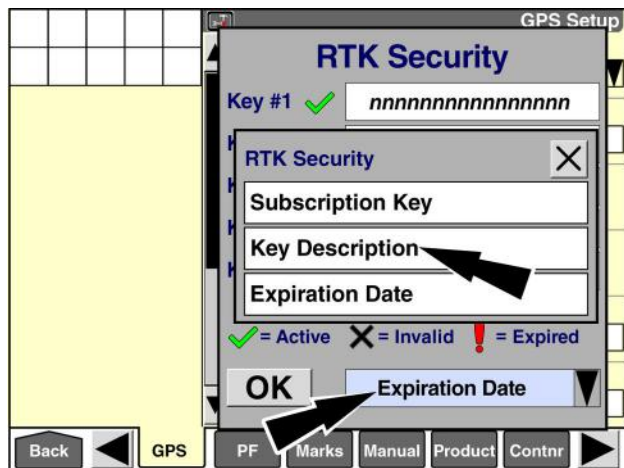 GPS Setup
RTK Security
Key #1 nnnnnnnnnnnnnnnn
RTK Security
Subscription Key
Key Description
Expiration Date
= Active = Invalid = Expired
OK Expiration Date
Back GPS PF Marks Manual Product Contnr